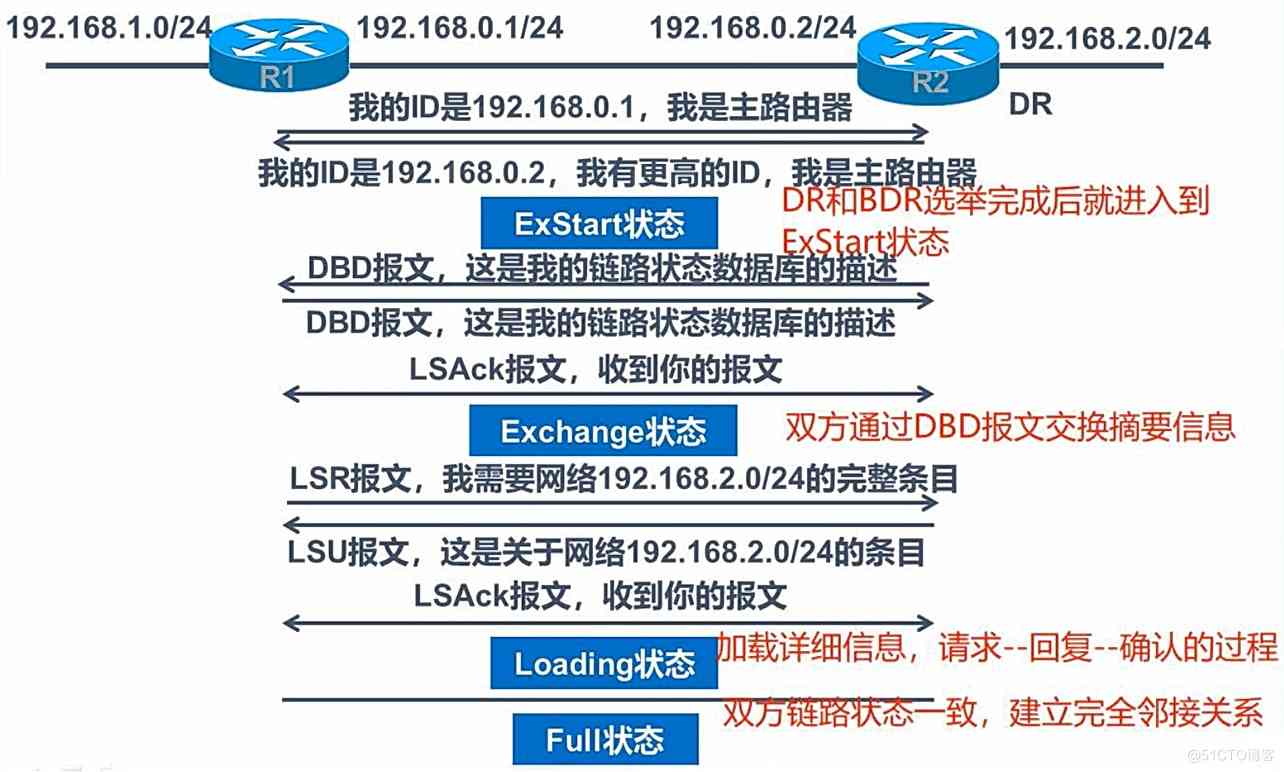 192.168.1.0/24
192.168.0.1/24
192.168.0.2/24
192.168.2.0/24
R1
R2
DR
我的ID是192.168.0.1，我是主路由器
我的ID是192.168.0.2，我有更高的ID，我是主路由器
ExStart状态
DR和BDR选举完成后就进入到
ExStart状态
DBD报文，这是我的链路状态数据库的描述
DBD报文，这是我的链路状态数据库的描述
LSAck报文，收到你的报文
Exchange状态
双方通过DBD报文交换摘要信息
LSR报文，我需要网络192.168.2.0/24的完整条目
LSU报文，这是关于网络192.168.2.0/24的条目
LSAck报文，收到你的报文
Loading状态
加载详细信息，请求--回复--确认的过程
双方链路状态一致，建立完全邻接关系
Full状态
@51CTO博客